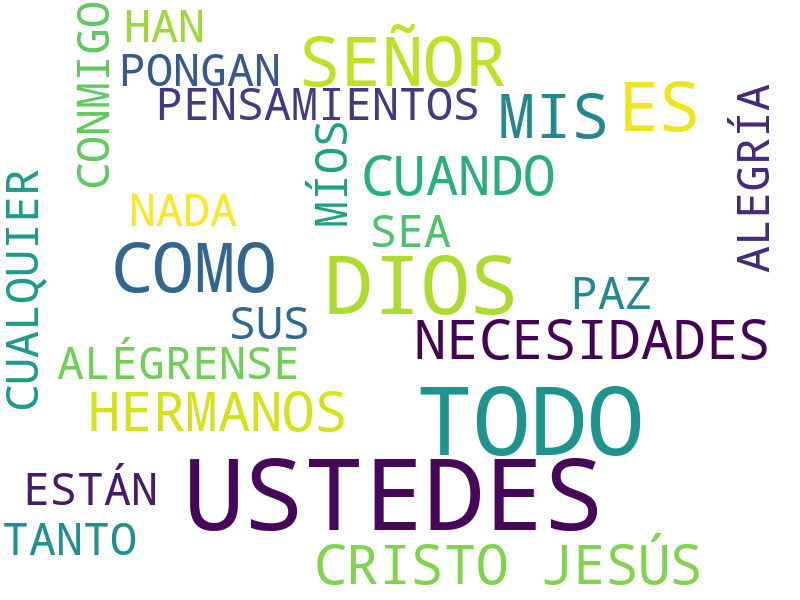 CONMIGO
HAN
PONGAN
SEÑOR
PENSAMIENTOS
MIS
ES
ALEGRÍA
MÍOS
CUANDO
CUALQUIER
NADA
SEA
COMO
DIOS
PAZ
SUS
NECESIDADES
ALÉGRENSE
HERMANOS
TODO
USTEDES
ESTÁN
TANTO
CRISTO JESÚS